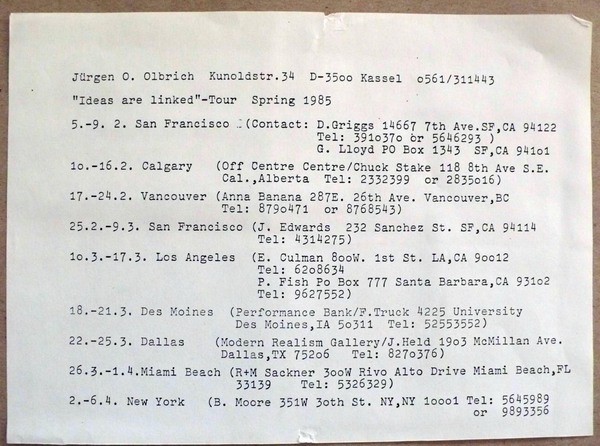 Jürgen O. Olbrich Kunoldstr.34 D-35oo Kassel o561/311443
"Ideas are linked"-Tour Spring 1985
5.-9. 2. San Francisco (Contact: D.Griggs 14667 7th Ave.SF,CA 94122
Tel: 391o37o or 5646293 )
G. Lloyd PO Box 1343 SF,CA 941o1
1o.-16.2. Calgary (Off Centre Centre/Chuck Stake 118 8th Ave S.E.
Cal.,Alberta Tel: 2332399 or 2835o16)
17.-24.2. Vancouver (Anna Banana 287E. 26th Ave. Vancouver,BC
Tel: 879o471 or 8768543)
25.2.-9.3. San Francisco (J. Edwards 232 Sanchez St. SF,CA 94114
Tel: 4314275)
1o.3.-17.3. Los Angeles (E. Culman 8ooW. 1st St. LA,CA 9oo12
Tel: 62o8634
P. Fish Po Box 777 Santa Barbara,CA 931o2
Tel: 9627552)
18.-21.3. Des Moines (Performance Bank/F.Truck 4225 University
Des Moines,IA 5o311 Tel: 52553552)
22.-25.3. Dallas (Modern Realism Gallery/J.Held 19o3 McMillan Ave.
Dallas,TX 752o6 Tel: 827o376)
26.3.-1.4.Miami Beach (R+M Sackner 3ooW Rivo Alto Drive Miami Beach,FL
33139 Tel: 5326329)
2.-6.4. New York (B. Moore 351W 3oth St. NY,NY 1ooo1 Tel: 5645989
or 9893356